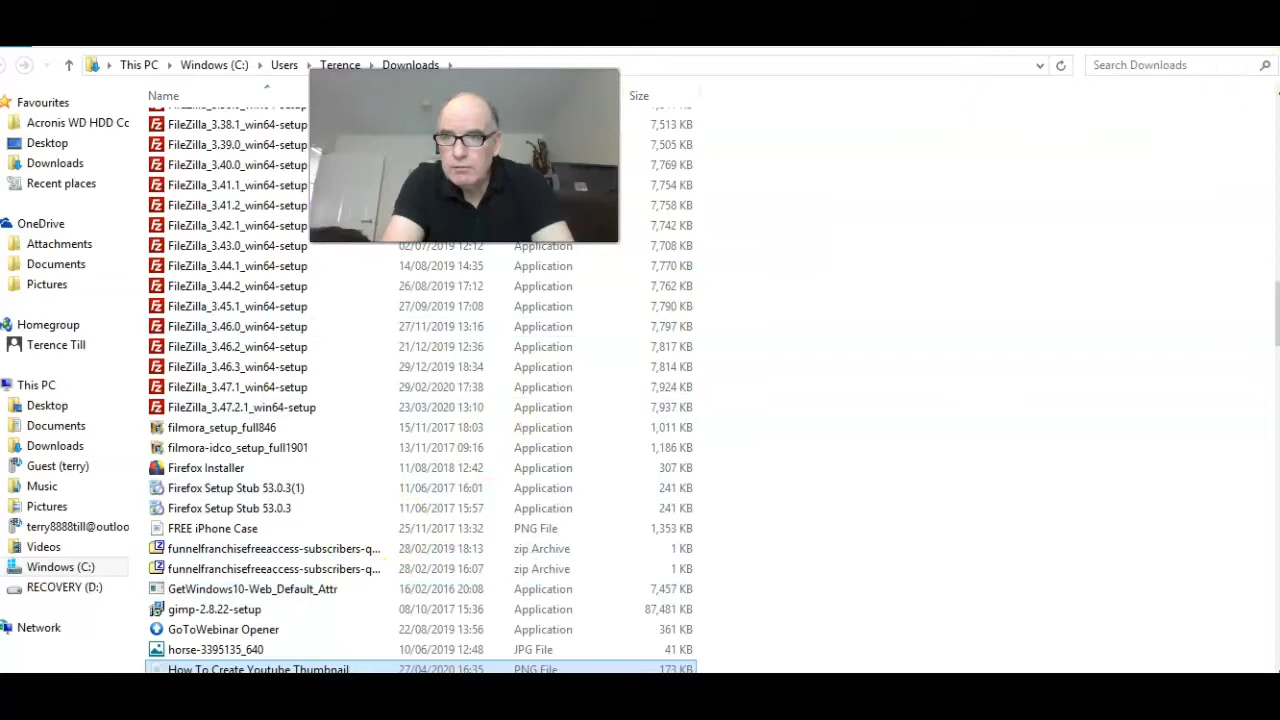 This PC Windows (C:) Users Terence Downloads Search Downloads
Name Size
Favourites
Acronis WD HDD Cc
Desktop
Downloads
Recent places
OneDrive
Attachments
Documents
Pictures
Homegroup
Terence Till
This PC
Desktop
Documents
Downloads
Guest (terry)
Music
Pictures
terry8888till@outloo
Videos
Windows (C:)
RECOVERY (D:)
Network
FileZilla_3.38.1_win64-setup 7,513 KB
FileZilla_3.39.0_win64-setup 7,505 KB
FileZilla_3.40.0_win64-setup 7,769 KB
FileZilla_3.41.1_win64-setup 7,754 KB
FileZilla_3.41.2_win64-setup 7,758 KB
FileZilla_3.42.1_win64-setup 7,742 KB
FileZilla_3.43.0_win64-setup 02/07/2019 12:12 Application 7,708 KB
FileZilla_3.44.1_win64-setup 14/08/2019 14:35 Application 7,770 KB
FileZilla_3.44.2_win64-setup 26/08/2019 17:12 Application 7,762 KB
FileZilla_3.45.1_win64-setup 27/09/2019 17:08 Application 7,790 KB
FileZilla_3.46.0_win64-setup 27/11/2019 13:16 Application 7,797 KB
FileZilla_3.46.2_win64-setup 21/12/2019 12:36 Application 7,817 KB
FileZilla_3.46.3_win64-setup 29/12/2019 18:34 Application 7,814 KB
FileZilla_3.47.1_win64-setup 29/02/2020 17:38 Application 7,924 KB
FileZilla_3.47.2.1_win64-setup 23/03/2020 13:10 Application 7,937 KB
filmora_setup_full846 15/11/2017 18:03 Application 1,011 KB
filmora-idco_setup_full1901 13/11/2017 09:16 Application 1,186 KB
Firefox Installer 11/08/2018 12:42 Application 307 KB
Firefox Setup Stub 53.0.3(1) 11/06/2017 16:01 Application 241 KB
Firefox Setup Stub 53.0.3 11/06/2017 15:57 Application 241 KB
FREE iPhone Case 25/11/2017 13:32 PNG File 1,353 KB
funnelfranchisefreeaccess-subscribers-q... 28/02/2019 18:13 zip Archive 1 KB
funnelfranchisefreeaccess-subscribers-q... 28/02/2019 16:07 zip Archive 1 KB
GetWindows10-Web_Default_Attr 16/02/2016 20:08 Application 7,457 KB
gimp-2.8.22-setup 08/10/2017 15:36 Application 87,481 KB
GoToWebinar Opener 22/08/2019 13:56 Application 361 KB
horse-3395135_640 10/06/2019 12:48 JPG File 41 KB
How To Create Youtube Thumbnail 27/04/2020 16:35 PNG File 173 KB